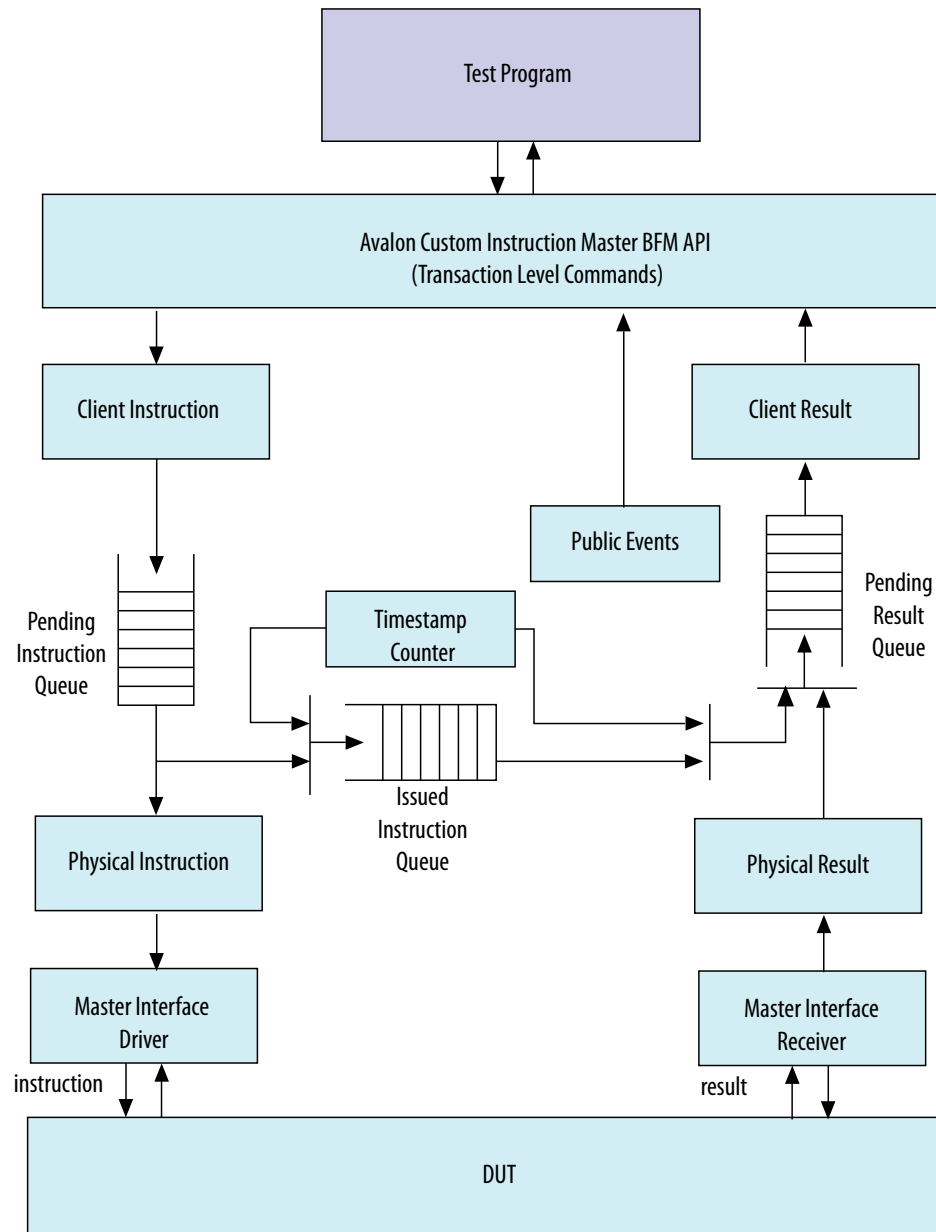 Test Program
Avalon Custom Instruction Master BFM API
(Transaction Level Commands)
Client Instruction
Client Result
Public Events
Pending
Instruction
Queue
Timestamp
Counter
Pending
Result
Queue
Issued
Instruction
Queue
Physical Instruction
Physical Result
Master Interface
Driver
Master Interface
Receiver
instruction
result
DUT